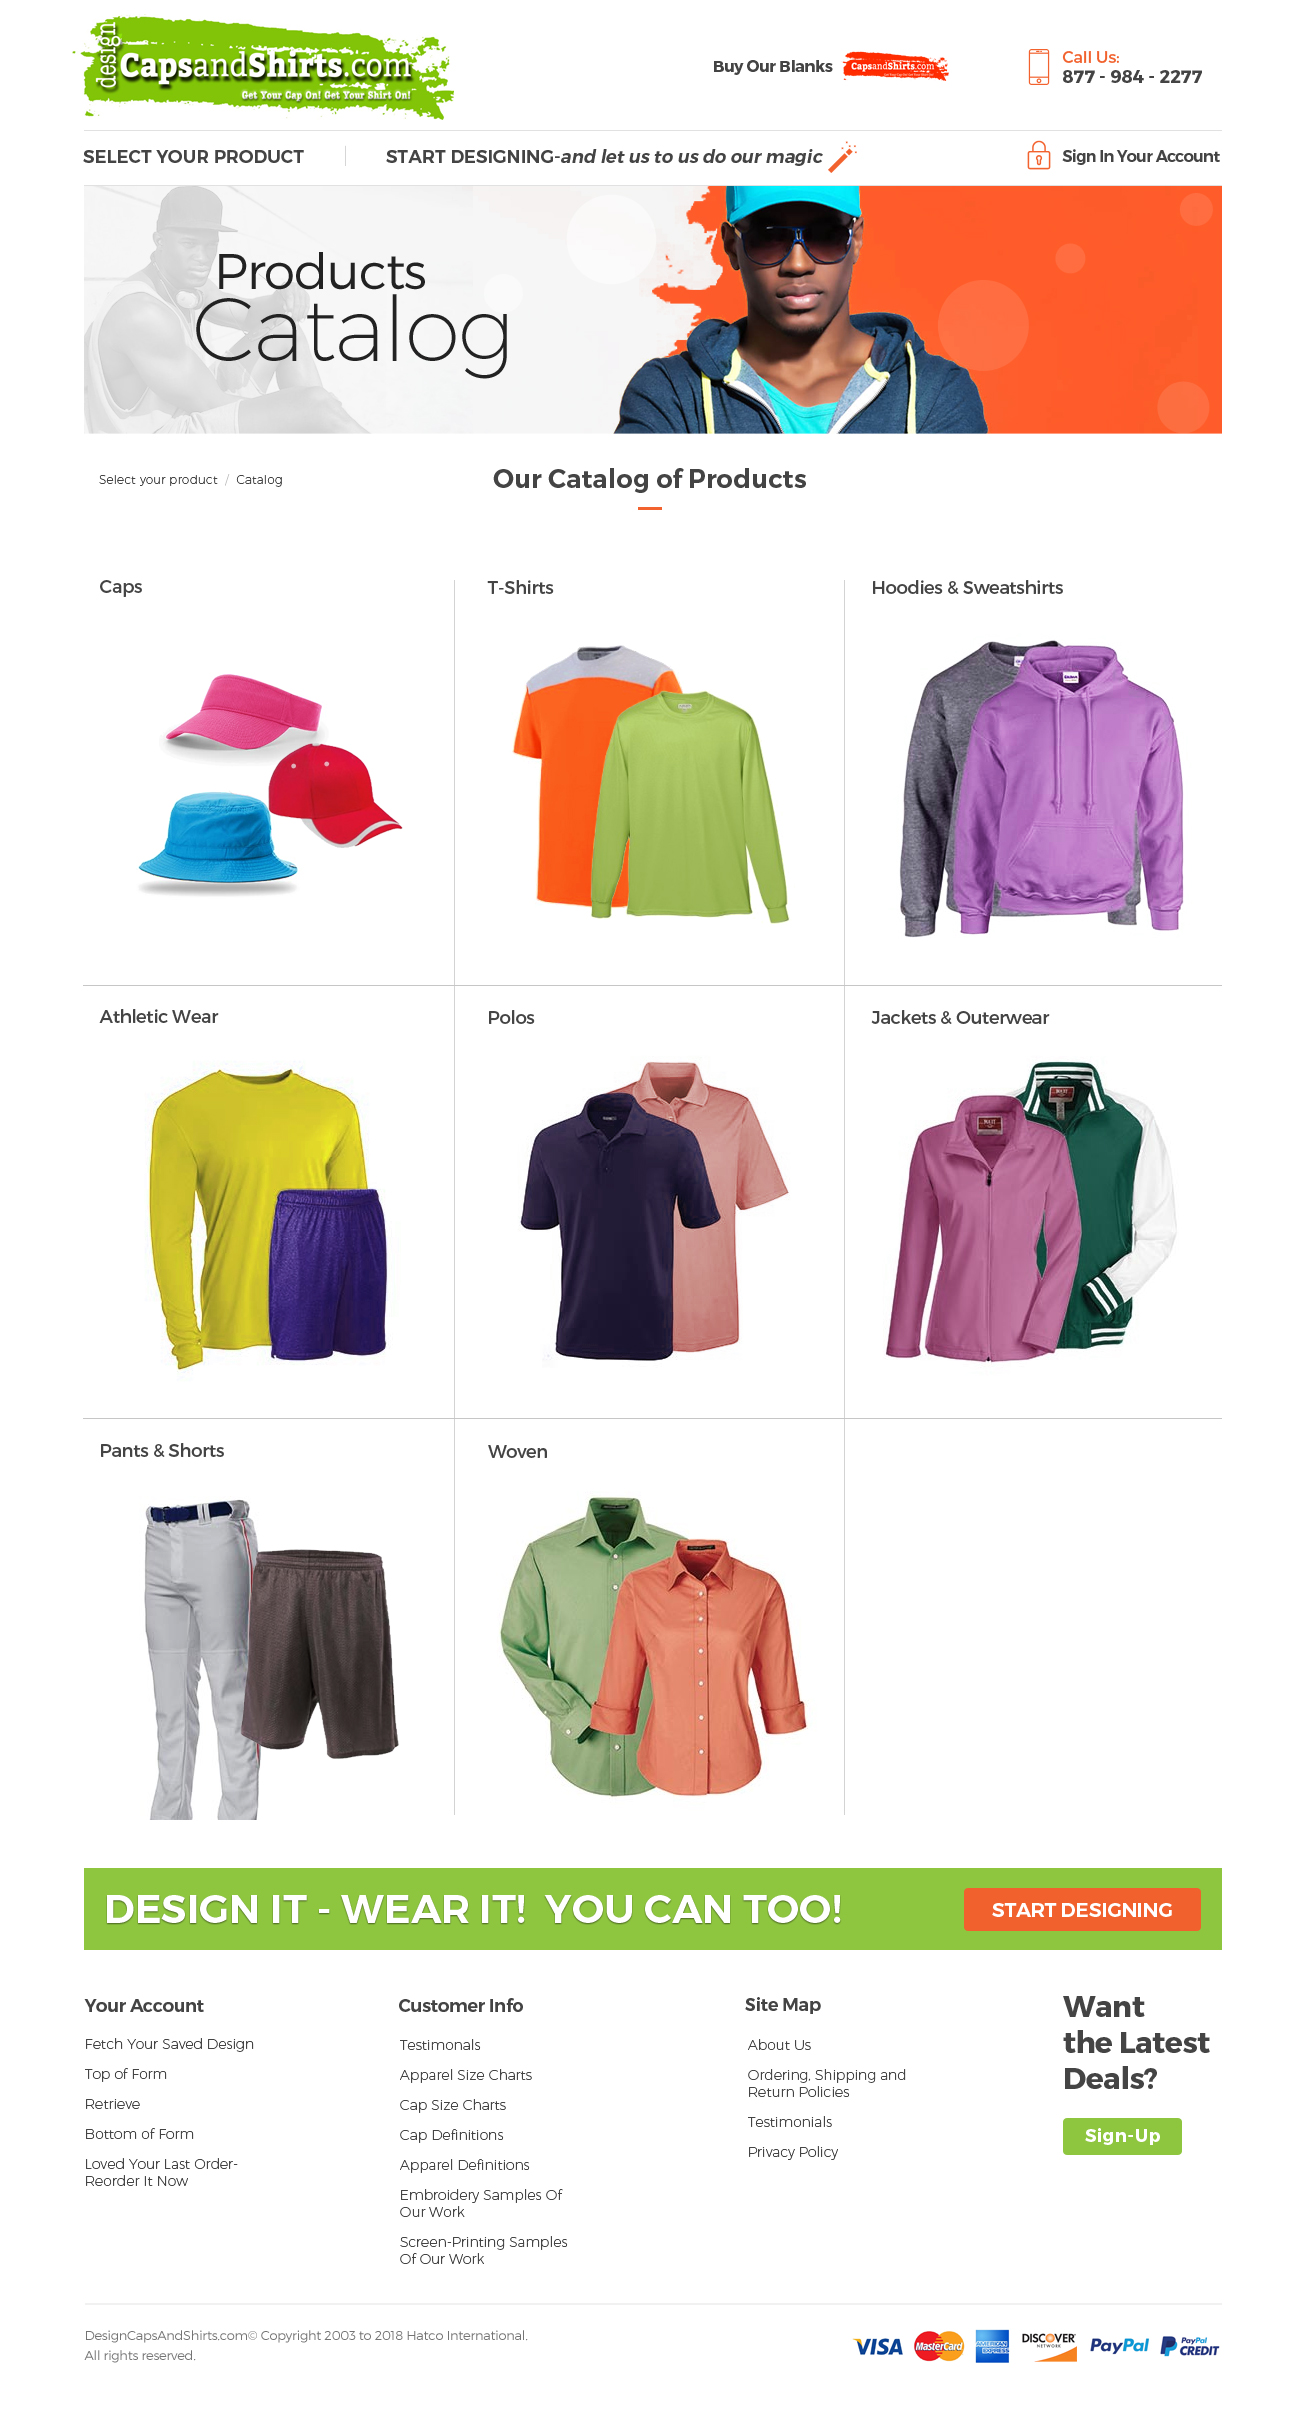 design
CapsandShirts.com
Get Your Cap On! Get Your Shirt On!
Buy Our Blanks
CapsandShirts.com
Call Us:
877 - 984 - 2277
SELECT YOUR PRODUCT
START DESIGNING-and let us to us do our magic
Sign In Your Account
Products
Catalog
Select your product / Catalog
Our Catalog of Products
Caps
T-Shirts
Hoodies & Sweatshirts
Athletic Wear
Polos
Jackets & Outerwear
Pants & Shorts
Woven
DESIGN IT - WEAR IT! YOU CAN TOO!
START DESIGNING
Your Account
Fetch Your Saved Design
Top of Form
Retrieve
Bottom of Form
Loved Your Last Order-
Reorder It Now
Customer Info
Testimonals
Apparel Size Charts
Cap Size Charts
Cap Definitions
Apparel Definitions
Embroidery Samples Of
Our Work
Screen-Printing Samples
Of Our Work
Site Map
About Us
Ordering, Shipping and
Return Policies
Testimonials
Privacy Policy
Want
the Latest
Deals?
Sign-Up
DesignCapsAndShirts.com© Copyright 2003 to 2018 Hatco International.
All rights reserved.
VISA
MasterCard
AMERICAN
EXPRESS
DISCOVER
NETWORK
PayPal
PayPal
CREDIT